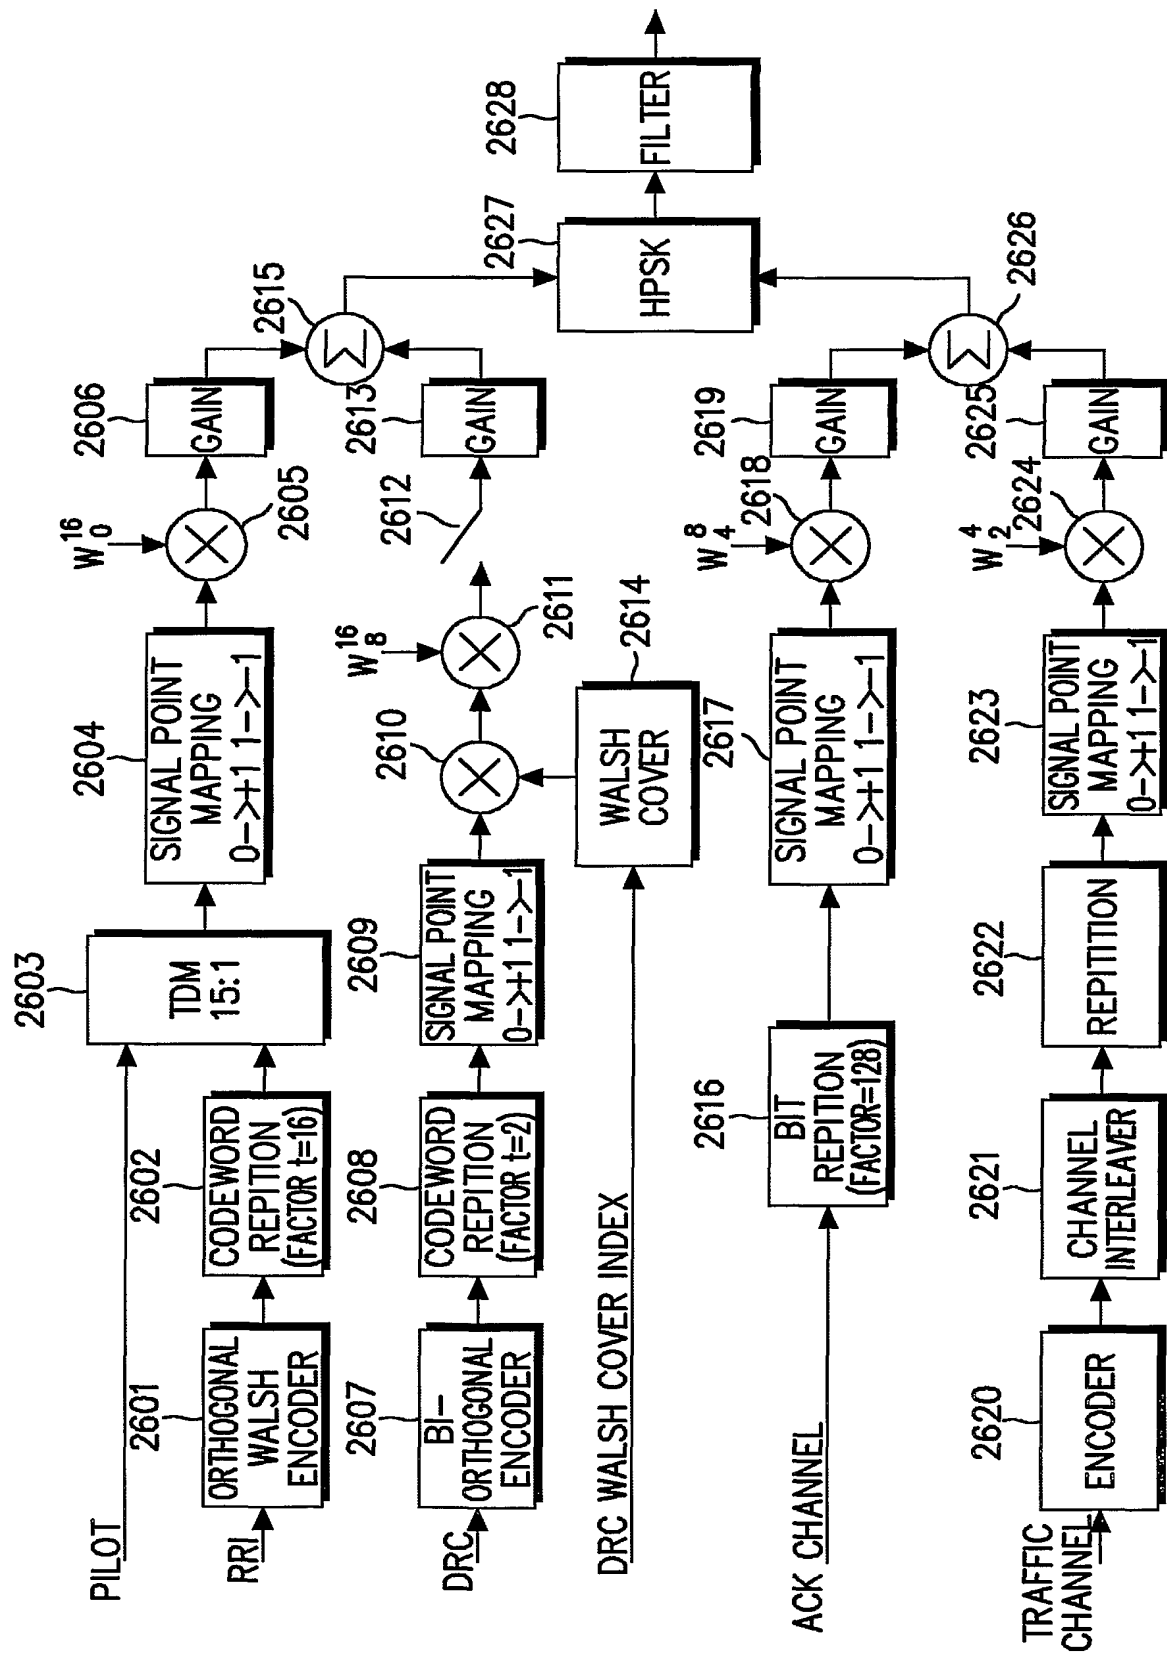 PILOT
RRI
2601
ORTHOGONAL
WALSH
ENCODER
2602
CODEWORD
REPITION
(FACTOR t=16)
2603
TDM
15:1
2604
SIGNAL POINT
MAPPING
0->+1 1->-1
W 16 0
2605
2606
GAIN
2615
Σ
DRC
2607
BI-
ORTHOGONAL
ENCODER
2608
CODEWORD
REPITION
(FACTOR t=2)
2609
SIGNAL POINT
MAPPING
0->+1 1->-1
2610
W 16 8
2611
2612
2613
GAIN
DRC WALSH COVER INDEX
2614
WALSH
COVER
2627
HPSK
2628
FILTER
ACK CHANNEL
2616
BIT
REPITION
(FACTOR=128)
2617
SIGNAL POINT
MAPPING
0->+1 1->-1
W 8 4
2618
2619
GAIN
2626
Σ
TRAFFIC
CHANNEL
2620
ENCODER
2621
CHANNEL
INTERLEAVER
2622
REPITITION
2623
SIGNAL POINT
MAPPING
0->+1 1->-1
W 4 2
2624
2625
GAIN